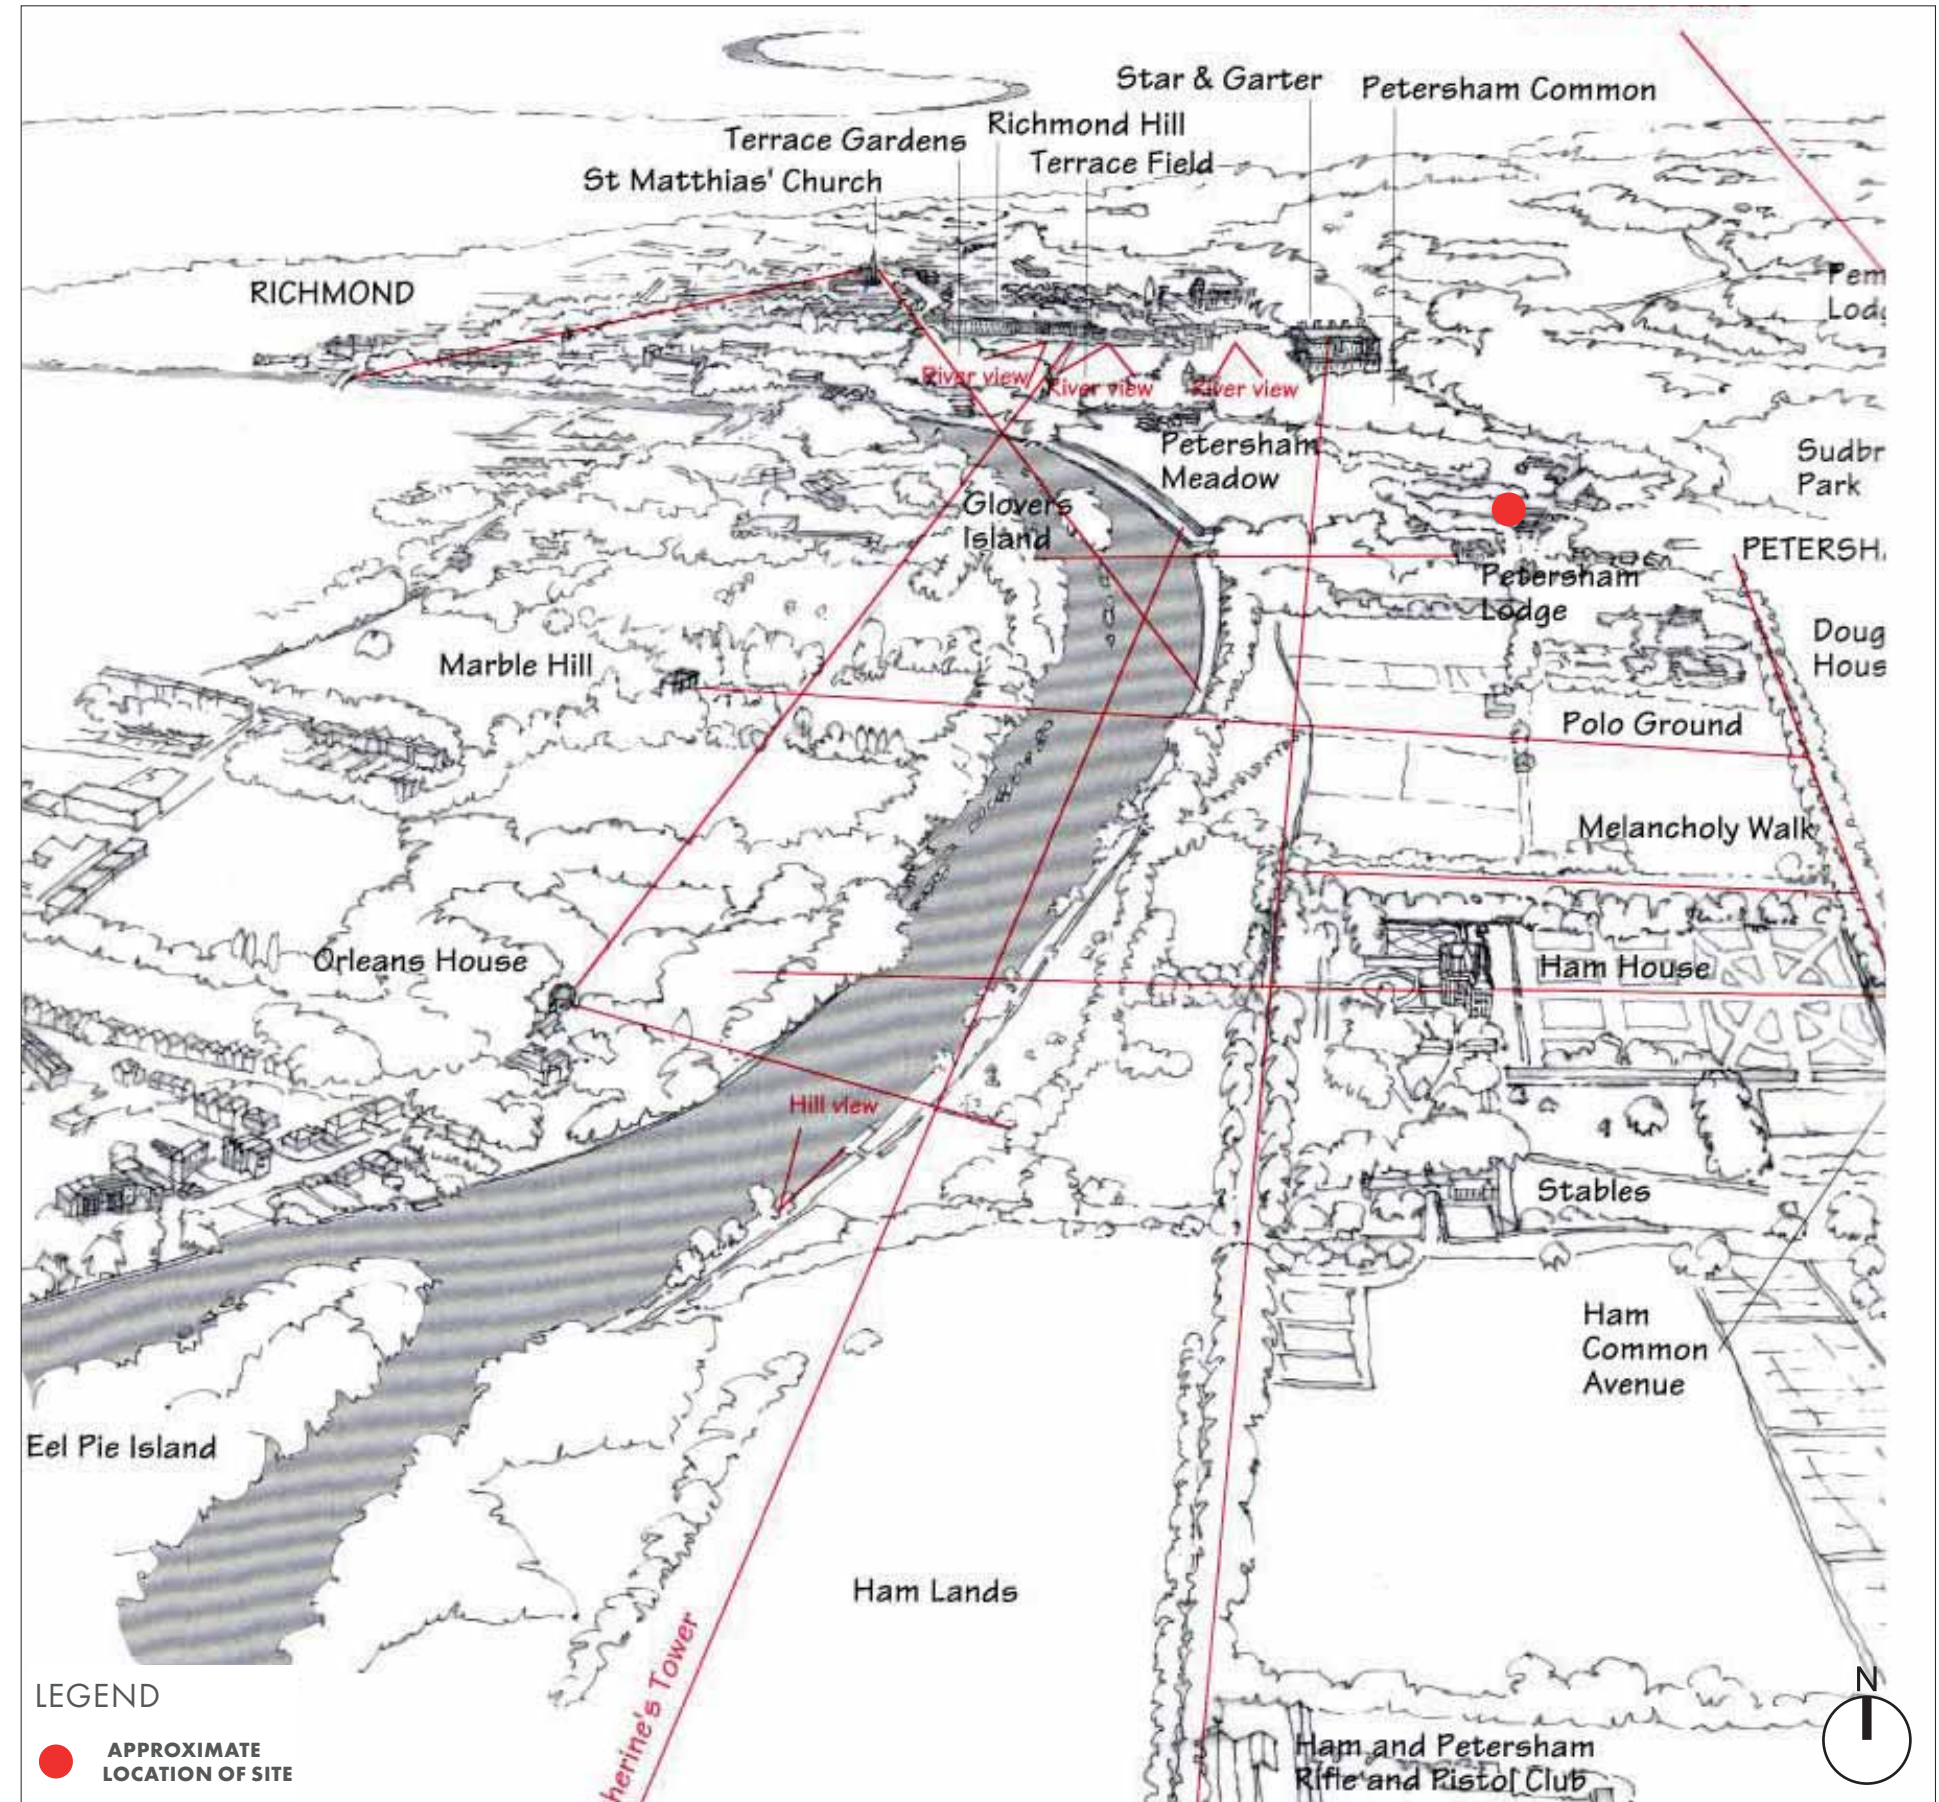 Star & Garter
Petersham Common
Richmond Hill
Terrace Gardens
Terrace Field
St Matthias' Church
RICHMOND
Pem
Lod
River view
River view
River view
Petersham
Meadow
Sudbr
Park
Glovers
Island
PETERSH
Petersham
Lodge
Doug
Hous
Marble Hill
Polo Ground
Melancholy Walk
Orleans House
Ham House
Hill view
Stables
Ham
Common
Avenue
Eel Pie Island
Ham Lands
herine's Tower
LEGEND
APPROXIMATE
LOCATION OF SITE
N
Ham and Petersham
Rifle and Pistol Club